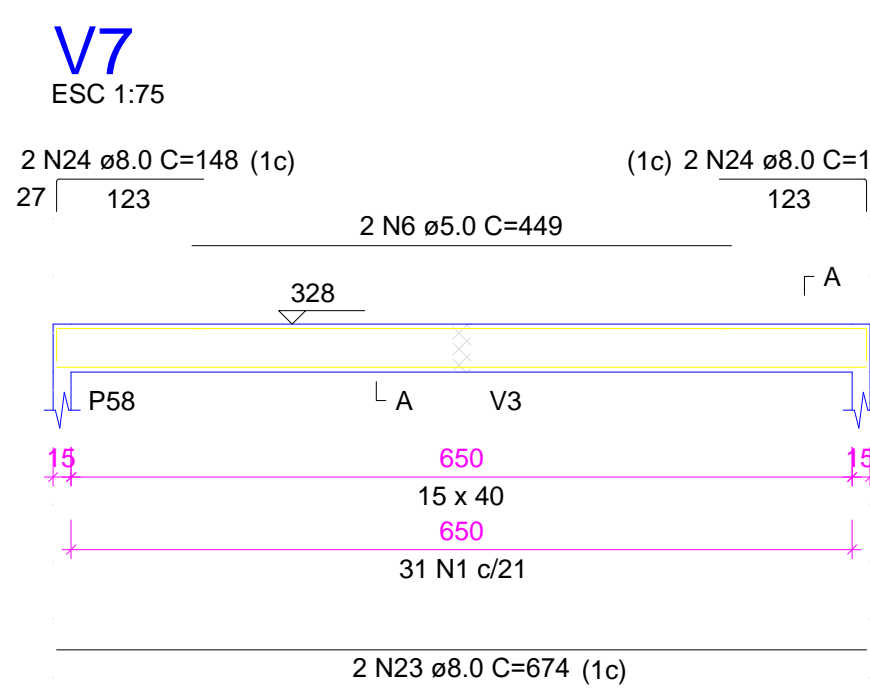 V7
ESC 1:75
2 N24 ø8.0 C=148 (1c)
(1c) 2 N24 ø8.0 C=1
27
123
123
2 N6 ø5.0 C=449
A
328
P58
A
V3
15
650
15
15 x 40
650
31 N1 c/21
2 N23 ø8.0 C=674 (1c)